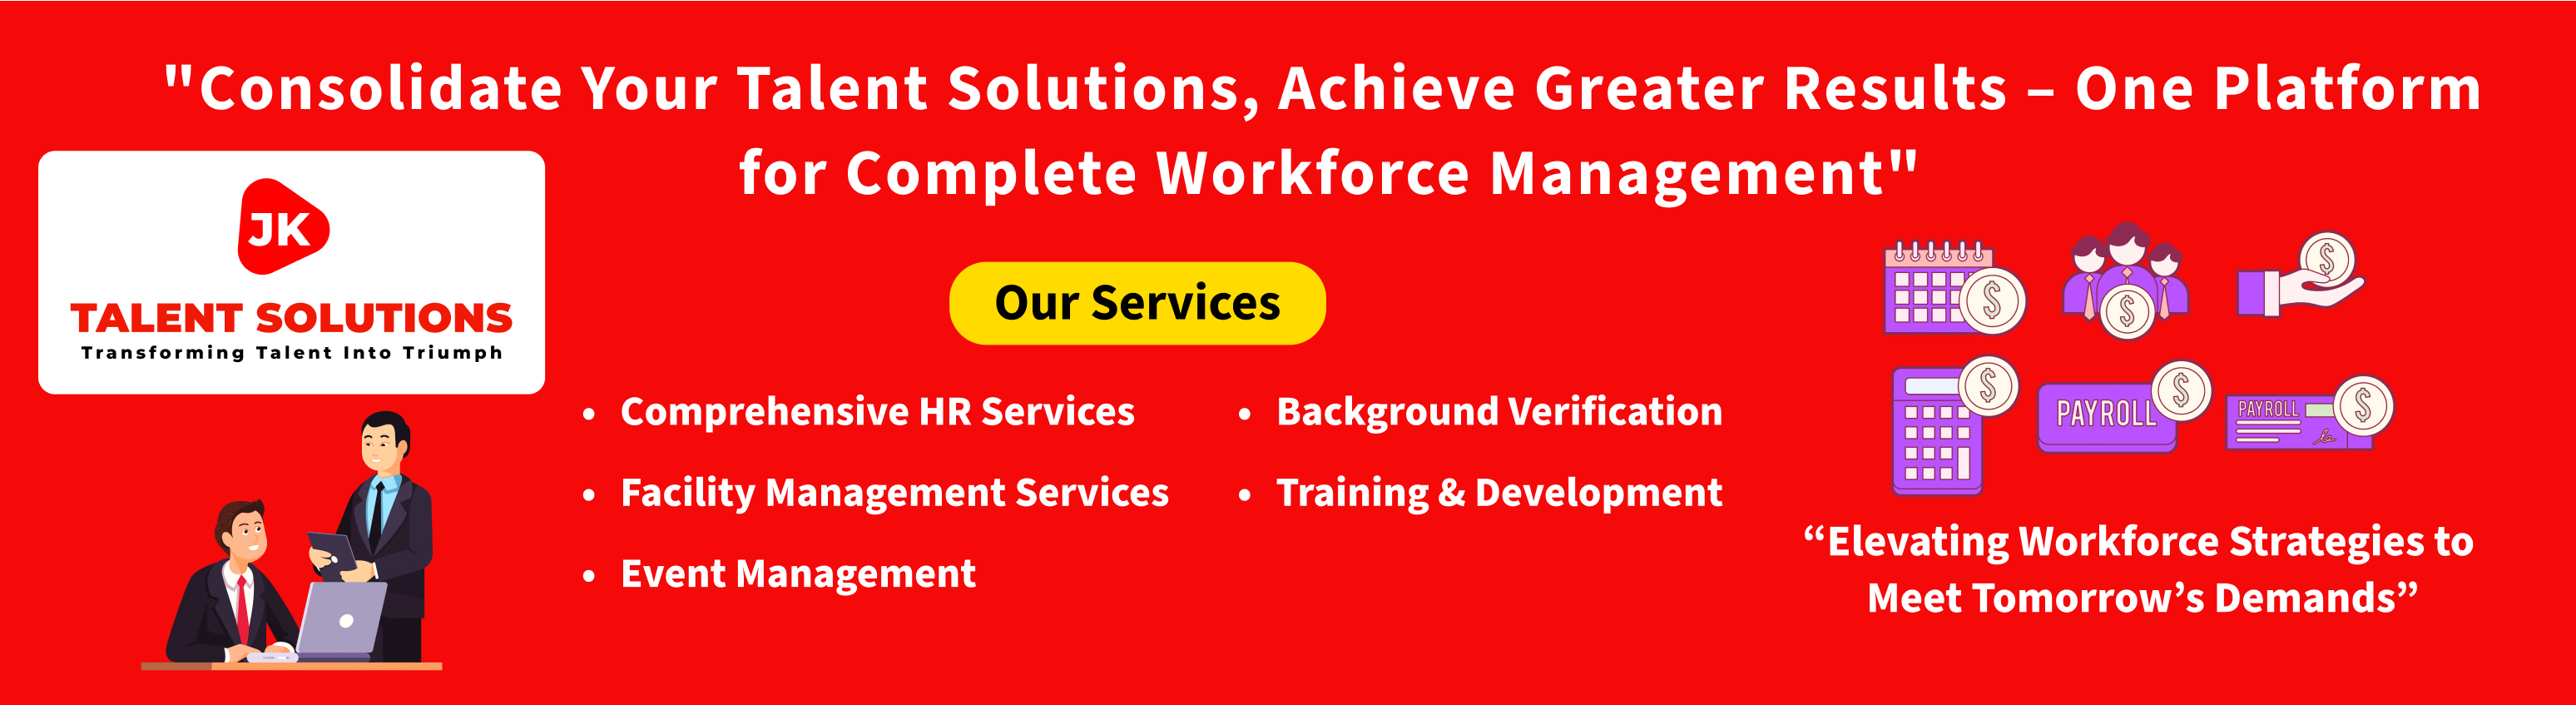 "Consolidate Your Talent Solutions, Achieve Greater Results – One Platform
for Complete Workforce Management"
JK
TALENT SOLUTIONS
Transforming Talent Into Triumph
Our Services
• Comprehensive HR Services
• Facility Management Services
• Event Management
• Background Verification
• Training & Development
$
$
$
$
PAYROLL $
PAYROLL $
“Elevating Workforce Strategies to
Meet Tomorrow’s Demands”